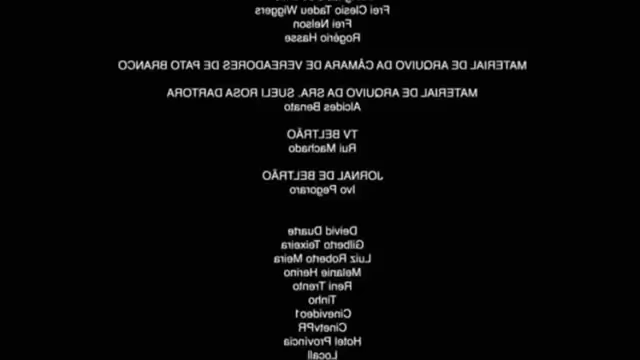 Frei Clesio Tadeu Wiggers
Frei Nelson
Rogério Hasse
MATERIAL DE ARQUIVO DA CÂMARA DE VEREADORES DE PATO BRANCO
MATERIAL DE ARQUIVO DA SRA. SUELI ROSA DARTORA
Alcides Benato
TV BELTRÃO
Rui Machado
JORNAL DE BELTRÃO
Ivo Pegoraro
Deivid Duarte
Gilberto Teixeira
Luiz Roberto Meira
Melanie Herino
Reni Trento
Tinho
Cinevideo1
CinetvPR
Hotel Província
Locall